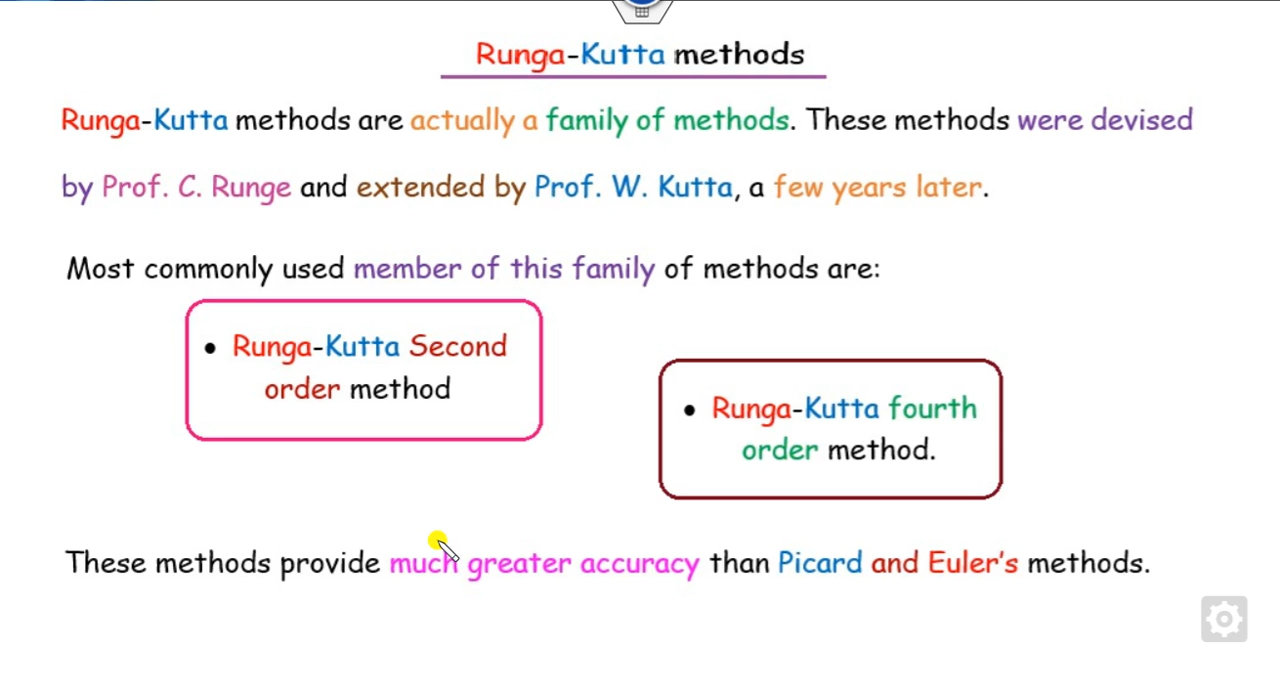 Runga-Kutta methods
Runga-Kutta methods are actually a family of methods. These methods were devised
by Prof. C. Runge and extended by Prof. W. Kutta, a few years later.
Most commonly used member of this family of methods are:
• Runga-Kutta Second
order method
• Runga-Kutta fourth
order method.
These methods provide much greater accuracy than Picard and Euler's methods.